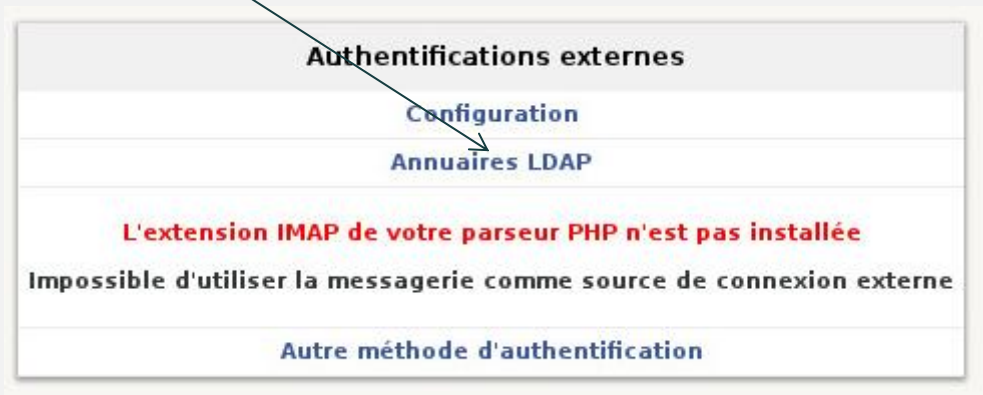 Authentifications externes
Configuration
Annuaires LDAP
L'extension IMAP de votre parseur PHP n'est pas installée
Impossible d'utiliser la messagerie comme source de connexion externe
Autre méthode d'authentification